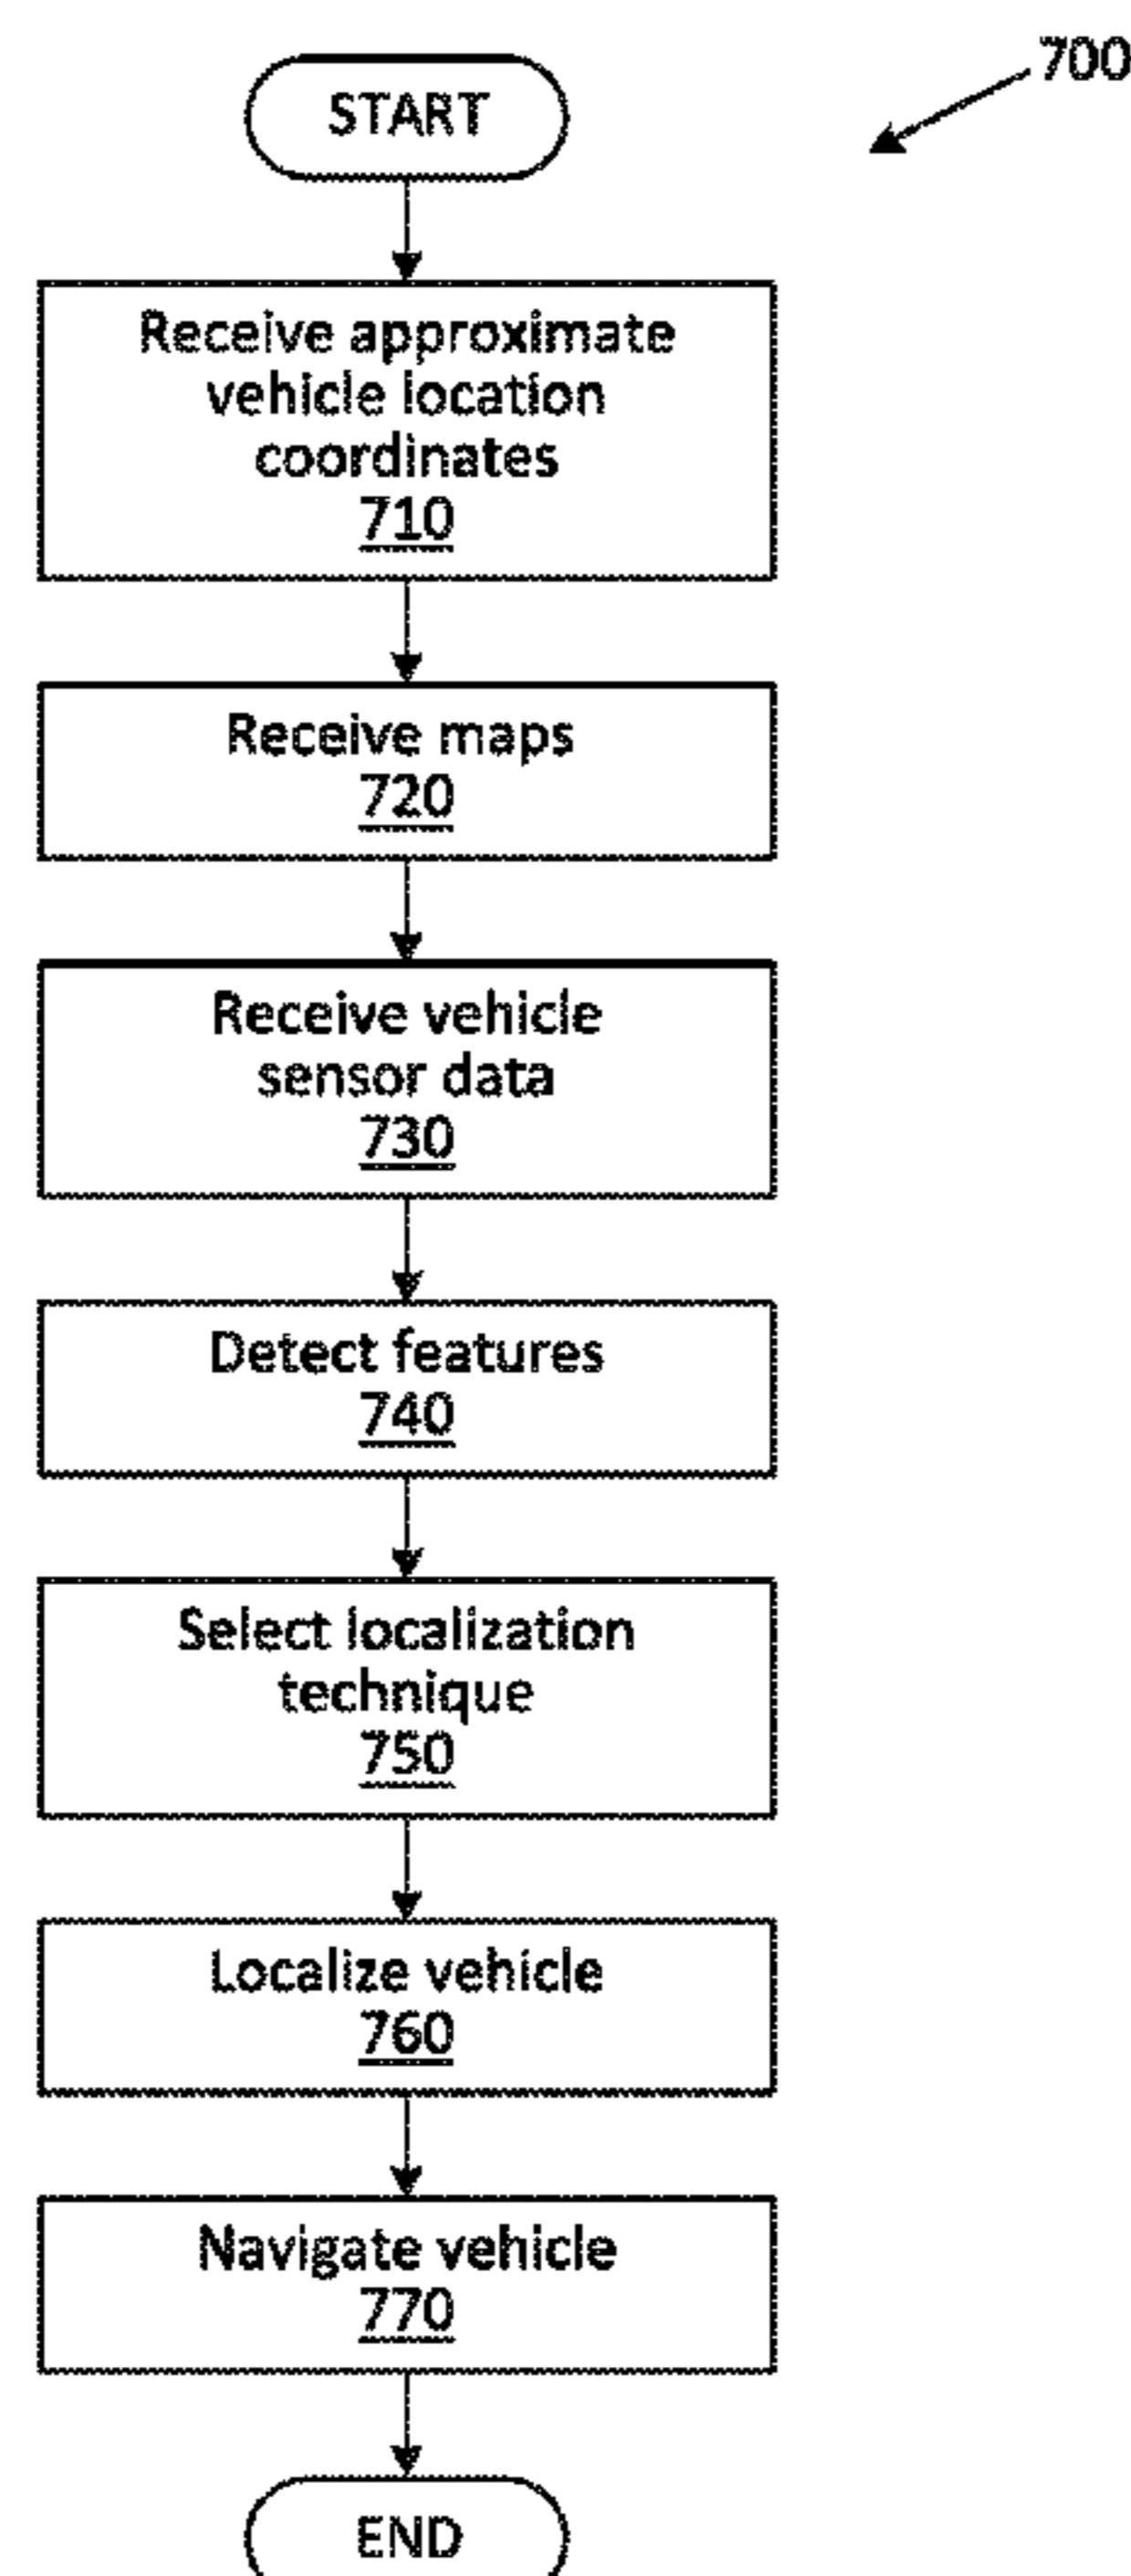 700
START
Receive approximate
vehicle location
coordinates
710
Receive maps
720
Receive vehicle
sensor data
730
Detect features
740
Select localization
technique
750
Localize vehicle
760
Navigate vehicle
770
END